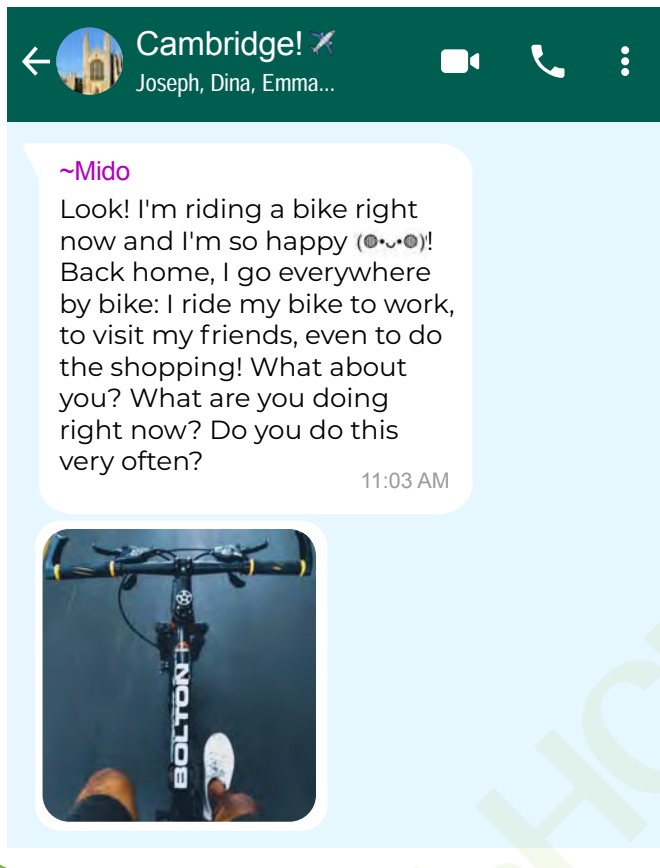 Cambridge!
Joseph, Dina, Emma...
~Mido
Look! I'm riding a bike right
now and I'm so happy (◍•ᴗ•◍)!
Back home, I go everywhere
by bike: I ride my bike to work,
to visit my friends, even to do
the shopping! What about
you? What are you doing
right now? Do you do this
very often?
11:03 AM
BOLTON